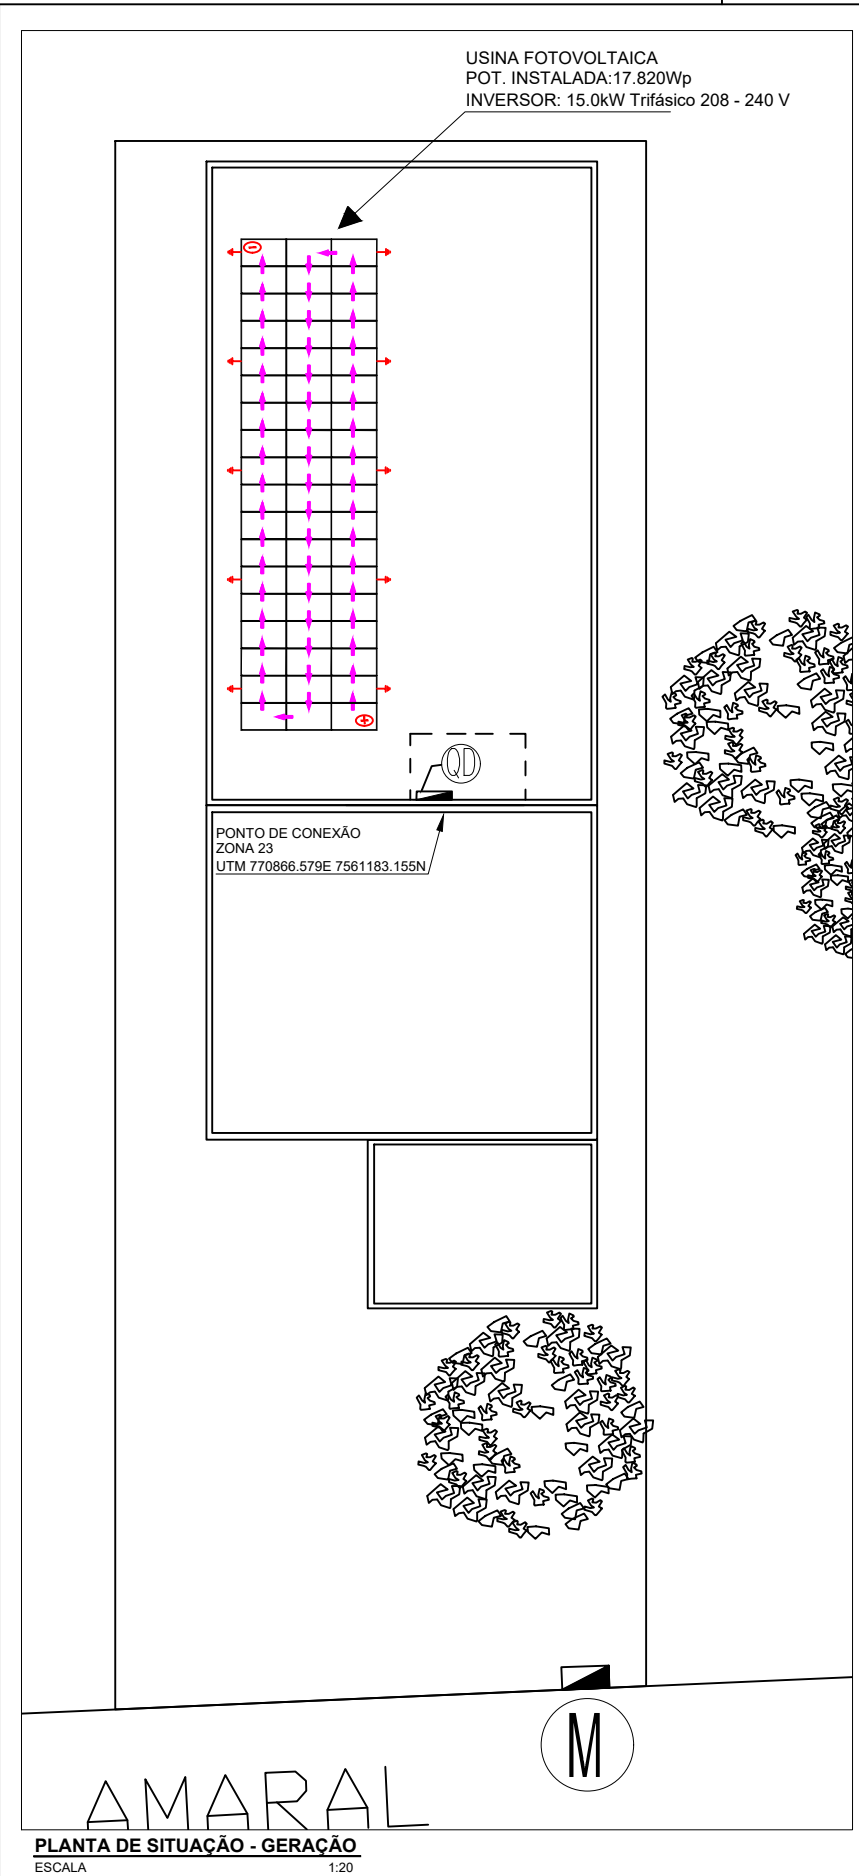 USINA FOTOVOLTAICA
POT. INSTALADA:17.820Wp
INVERSOR: 15.0kW Trifásico 208 - 240 V
QD
PONTO DE CONEXÃO
ZONA 23
UTM 770866.579E 7561183.155N
M
AMARAL
PLANTA DE SITUAÇÃO - GERAÇÃO
ESCALA 1:20